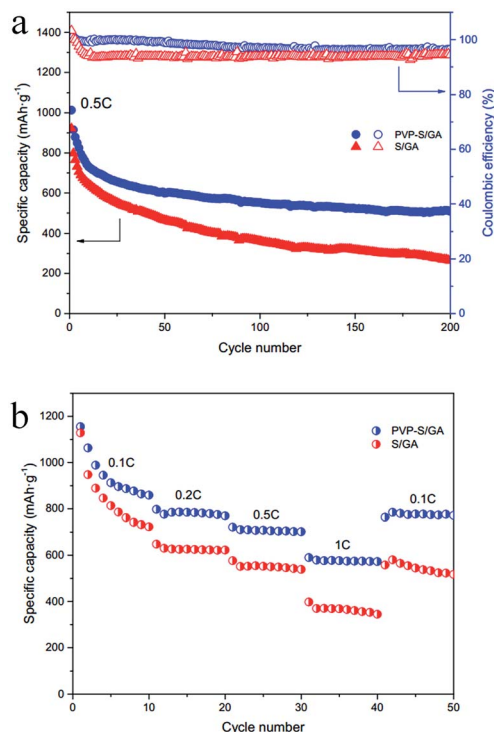 a
1400
1200
1000
800
600
400
200
0
100
80
60
40
20
0
0.5C
PVP-S/GA
S/GA
Specific capacity (mAh·g⁻¹)
Coulombic efficiency (%)
0
50
100
150
200
Cycle number
b
1200
1000
800
600
400
200
0
PVP-S/GA
S/GA
0.1C
0.2C
0.5C
1C
0.1C
Specific capacity (mAh·g⁻¹)
0
10
20
30
40
50
Cycle number